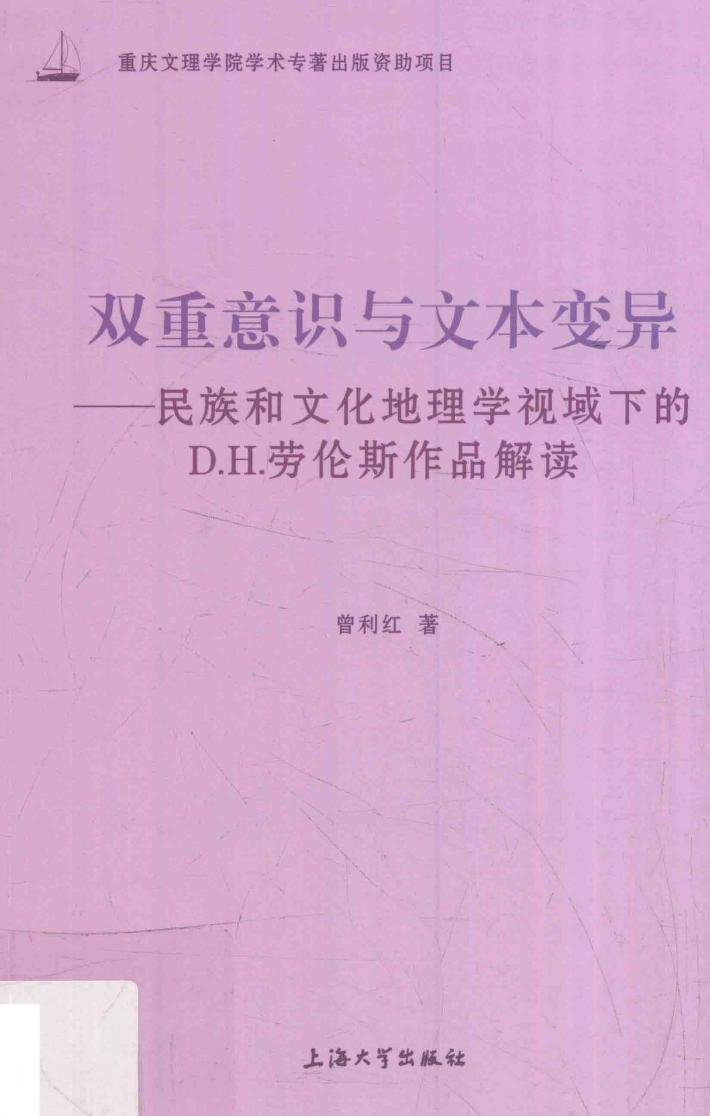 重庆文理学院学术专著出版资助项目
双重意识与文本变异
——民族和文化地理学视域下的
D.H.劳伦斯作品解读
曾利红 著
上海大学出版社